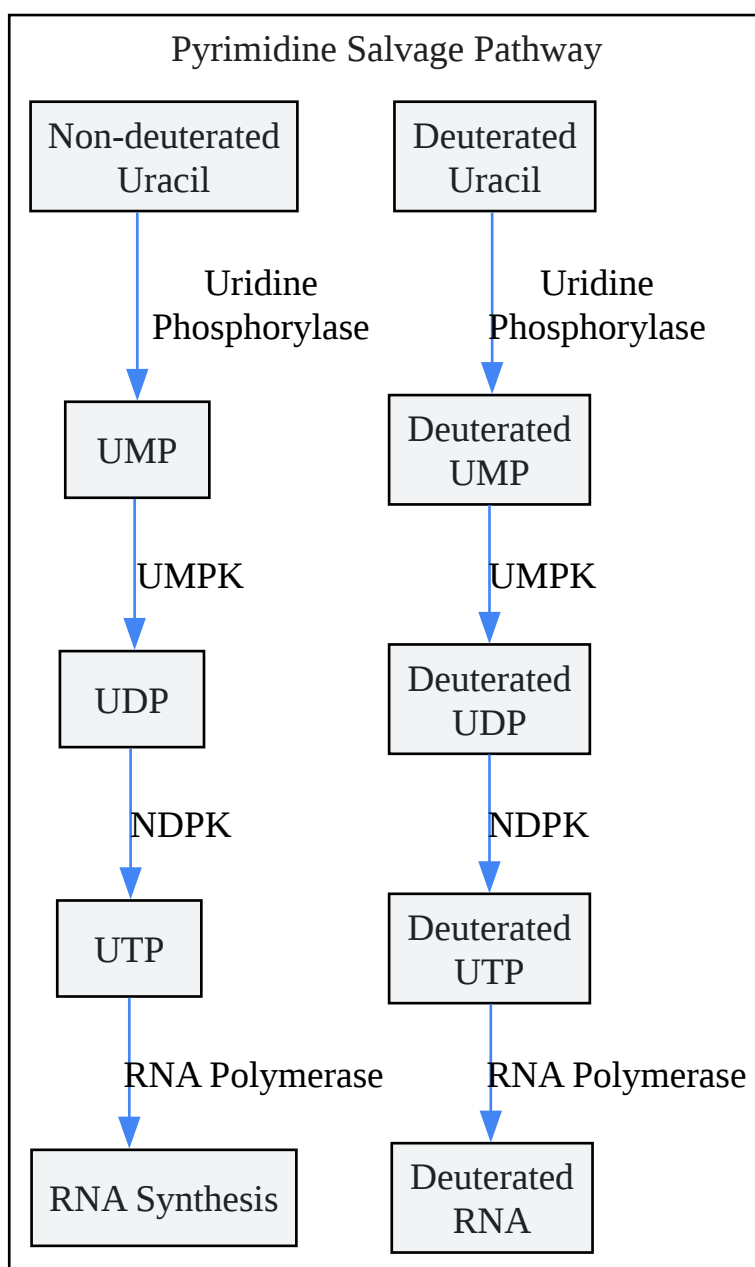 Pyrimidine Salvage Pathway
Non-deuterated
Uracil
Uridine
Phosphorylase
UMP
UMPK
UDP
NDPK
UTP
RNA Polymerase
RNA Synthesis
Deuterated
Uracil
Uridine
Phosphorylase
Deuterated
UMP
UMPK
Deuterated
UDP
NDPK
Deuterated
UTP
RNA Polymerase
Deuterated
RNA